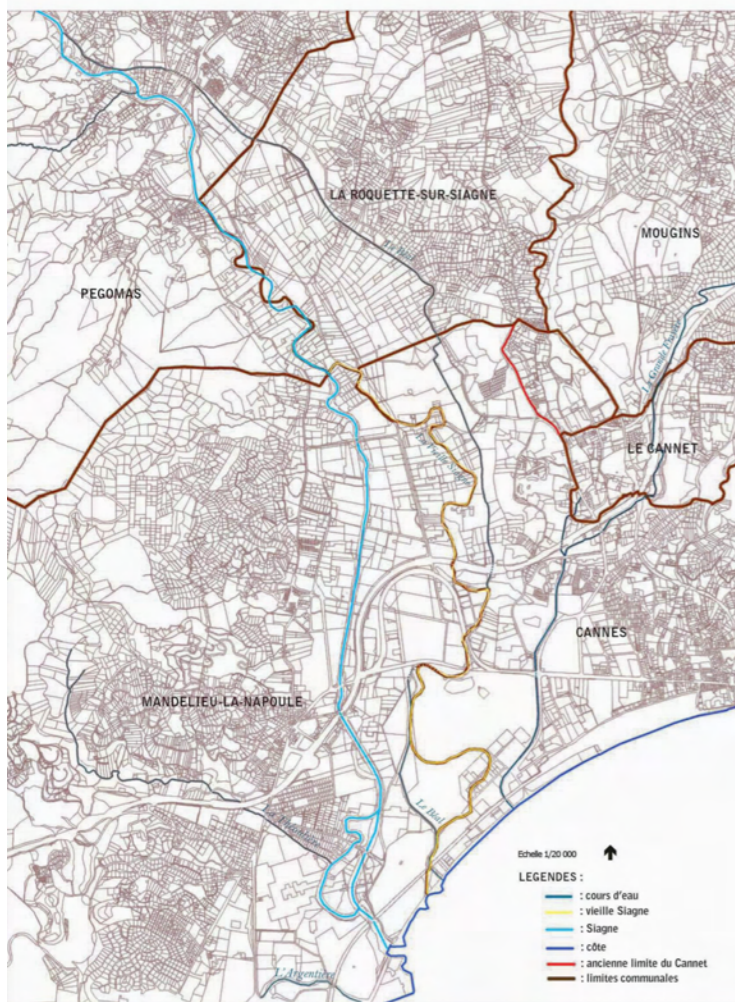 LA ROQUETTE-SUR-SIAGNE
MOUGINS
Le Béal
PEGOMAS
LE CANNET
CANNES
MANDELIEU-LA-NAPOULE
Le Béal
L'Argentière
Echelle 1/20 000
LEGENDES :
: cours d'eau
: vieille Siagne
: Siagne
: côte
: ancienne limite du Cannet
: limites communales